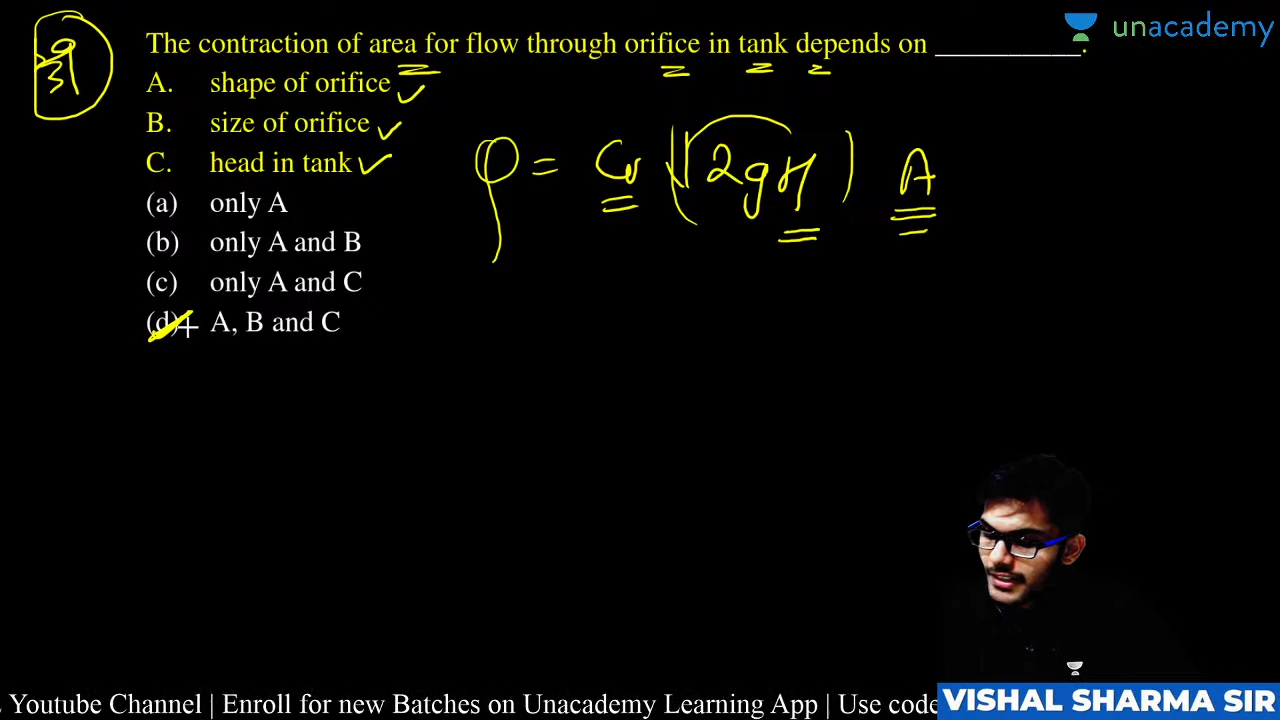 unacademy
The contraction of area for flow through orifice in tank depends on __________.
A. shape of orifice
B. size of orifice
C. head in tank
(a) only A
(b) only A and B
(c) only A and C
(d) A, B and C
= (√2gH) A
Youtube Channel | Enroll for new Batches on Unacademy Learning App | Use code
VISHAL SHARMA SIR